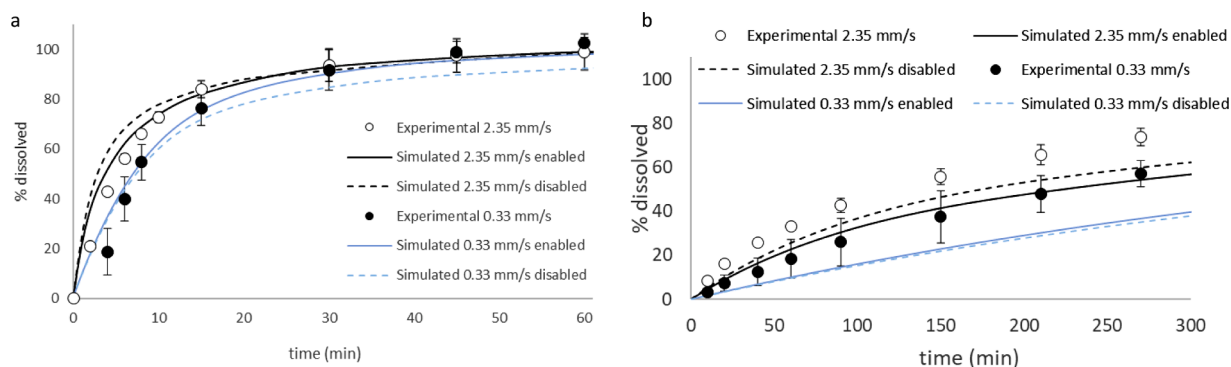 a
% dissolved
100
80
60
40
20
0
0
10
20
30
40
50
60
time (min)
Experimental 2.35 mm/s
Simulated 2.35 mm/s enabled
Simulated 2.35 mm/s disabled
Experimental 0.33 mm/s
Simulated 0.33 mm/s enabled
Simulated 0.33 mm/s disabled
b
Experimental 2.35 mm/s
Simulated 2.35 mm/s enabled
Simulated 2.35 mm/s disabled
Experimental 0.33 mm/s
Simulated 0.33 mm/s enabled
Simulated 0.33 mm/s disabled
% dissolved
100
80
60
40
20
0
0
50
100
150
200
250
300
time (min)